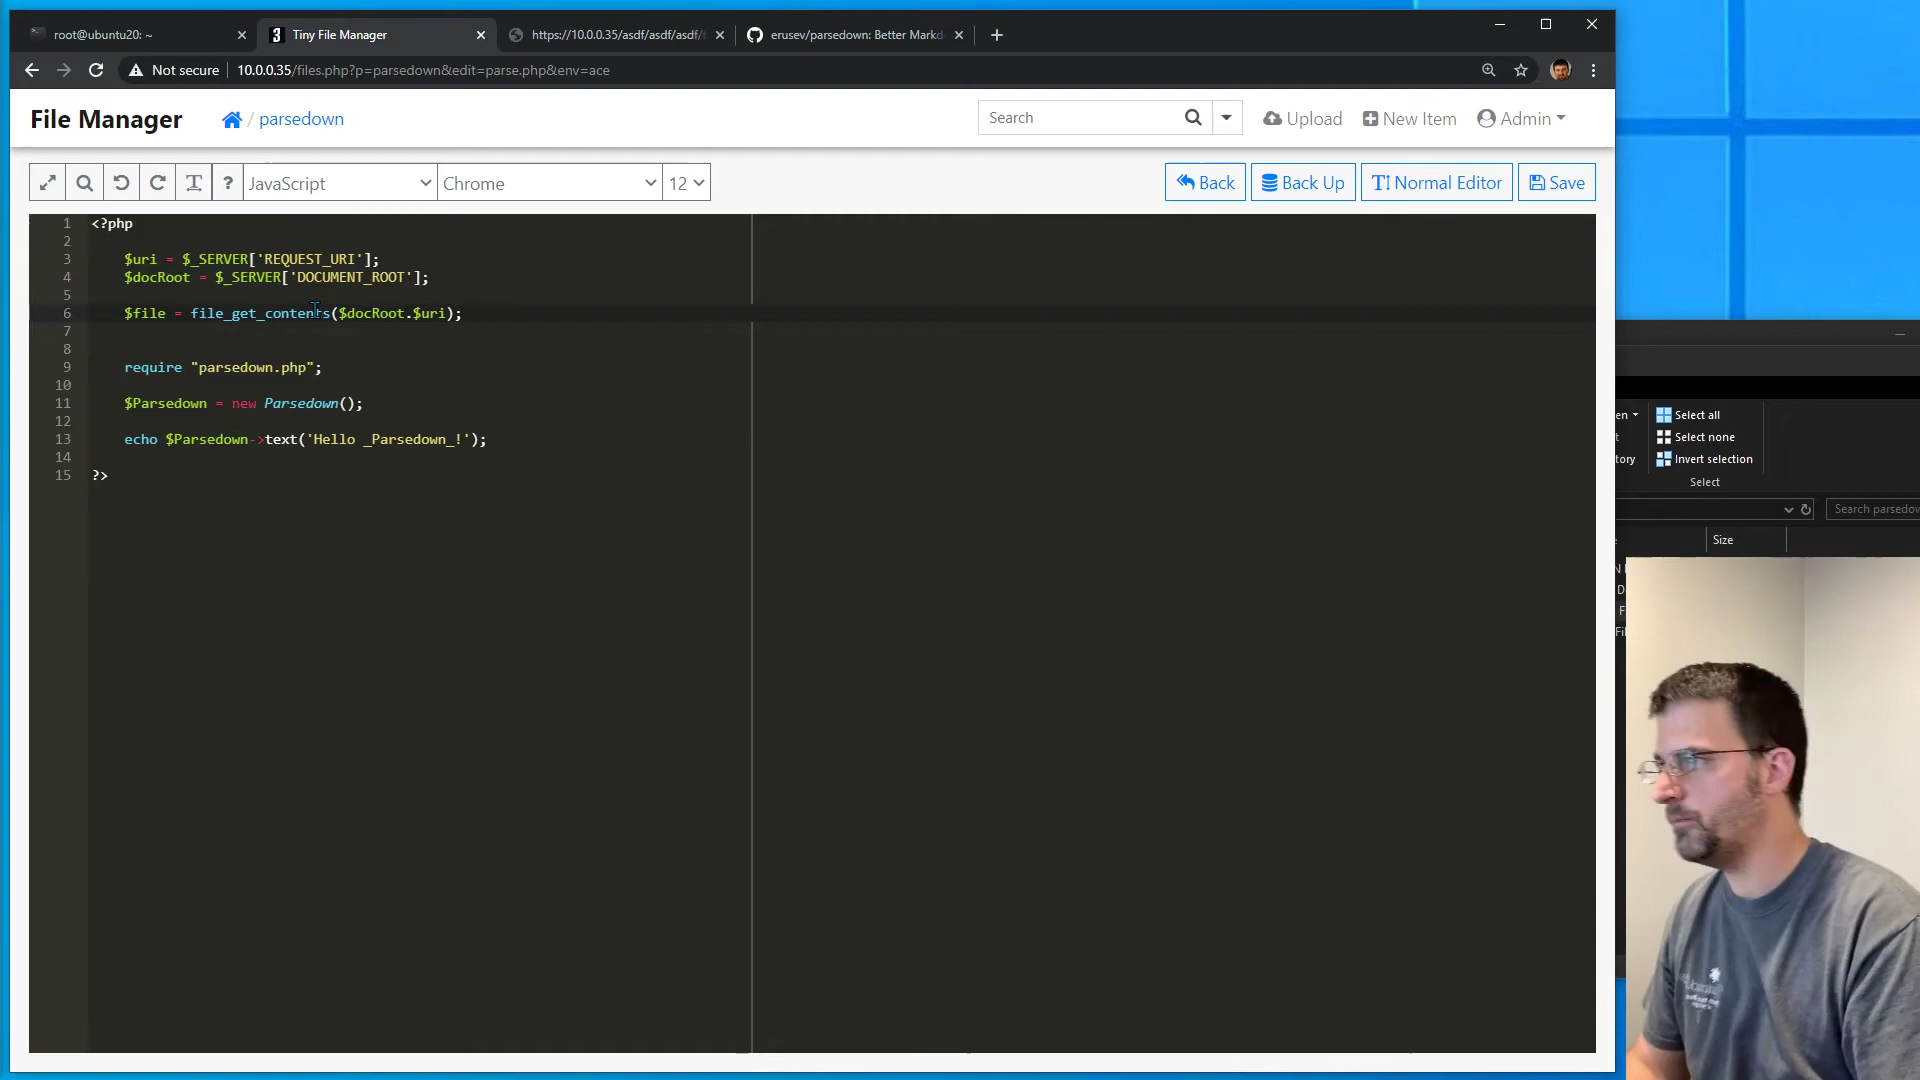 root@ubuntu20: ~
Tiny File Manager
https://10.0.0.35/asdf/asdf/asdf/
erusev/parsedown: Better Markd
Not secure
10.0.0.35/files.php?p=parsedown&edit=parse.php&env=ace
File Manager
/ parsedown
Search
Upload
New Item
Admin
?
JavaScript
Chrome
12
Back
Back Up
Normal Editor
Save
1 <?php
2
3 $uri = $_SERVER['REQUEST_URI'];
4 $docRoot = $_SERVER['DOCUMENT_ROOT'];
5
6 $file = file_get_contents($docRoot.$uri);
7
8
9 require "parsedown.php";
10
11 $Parsedown = new Parsedown();
12
13 echo $Parsedown->text('Hello _Parsedown_!');
14
15 ?>
en
Select all
t
Select none
tory
Invert selection
Select
Search parsedow
Size